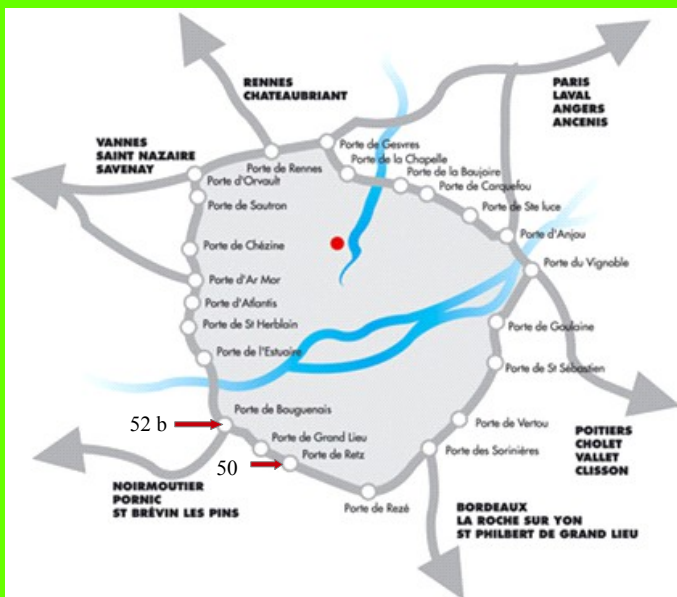 RENNES
CHATEAUBRIANT
PARIS
LAVAL
ANGERS
ANCENIS
VANNES
SAINT NAZAIRE
SAVENAY
Porte de Gesvres
Porte de Rennes
Porte de la Chapelle
Porte de la Baujoire
Porte de Carquefou
Porte d'Orvault
Porte de Sautron
Porte de Ste luce
Porte d'Anjou
Porte de Chézine
Porte du Vignoble
Porte d'Ar Mor
Porte d'Atlantis
Porte de St Herblain
Porte de Goulaine
Porte de l'Estuaire
Porte de St Sébastien
Porte de Bouguenais
52 b
Porte de Vertou
Porte de Grand Lieu
Porte de Retz
50
Porte des Sorinières
Porte de Rezé
POITIERS
CHOLET
VALLET
CLISSON
NOIRMOUTIER
PORNIC
ST BRÉVIN LES PINS
BORDEAUX
LA ROCHE SUR YON
ST PHILBERT DE GRAND LIEU